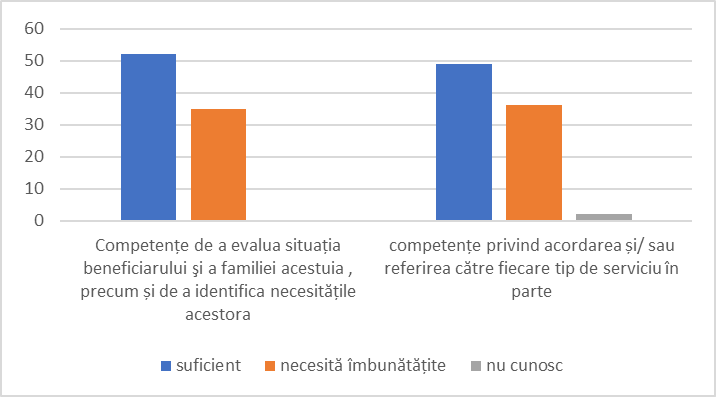 60
50
40
30
20
10
0
Competențe de a evalua situația
beneficiarului şi a familiei acestuia ,
precum și de a identifica necesitățile
acestora
competențe privind acordarea și/ sau
referirea către fiecare tip de serviciu în
parte
suficient
necesită îmbunătățite
nu cunosc